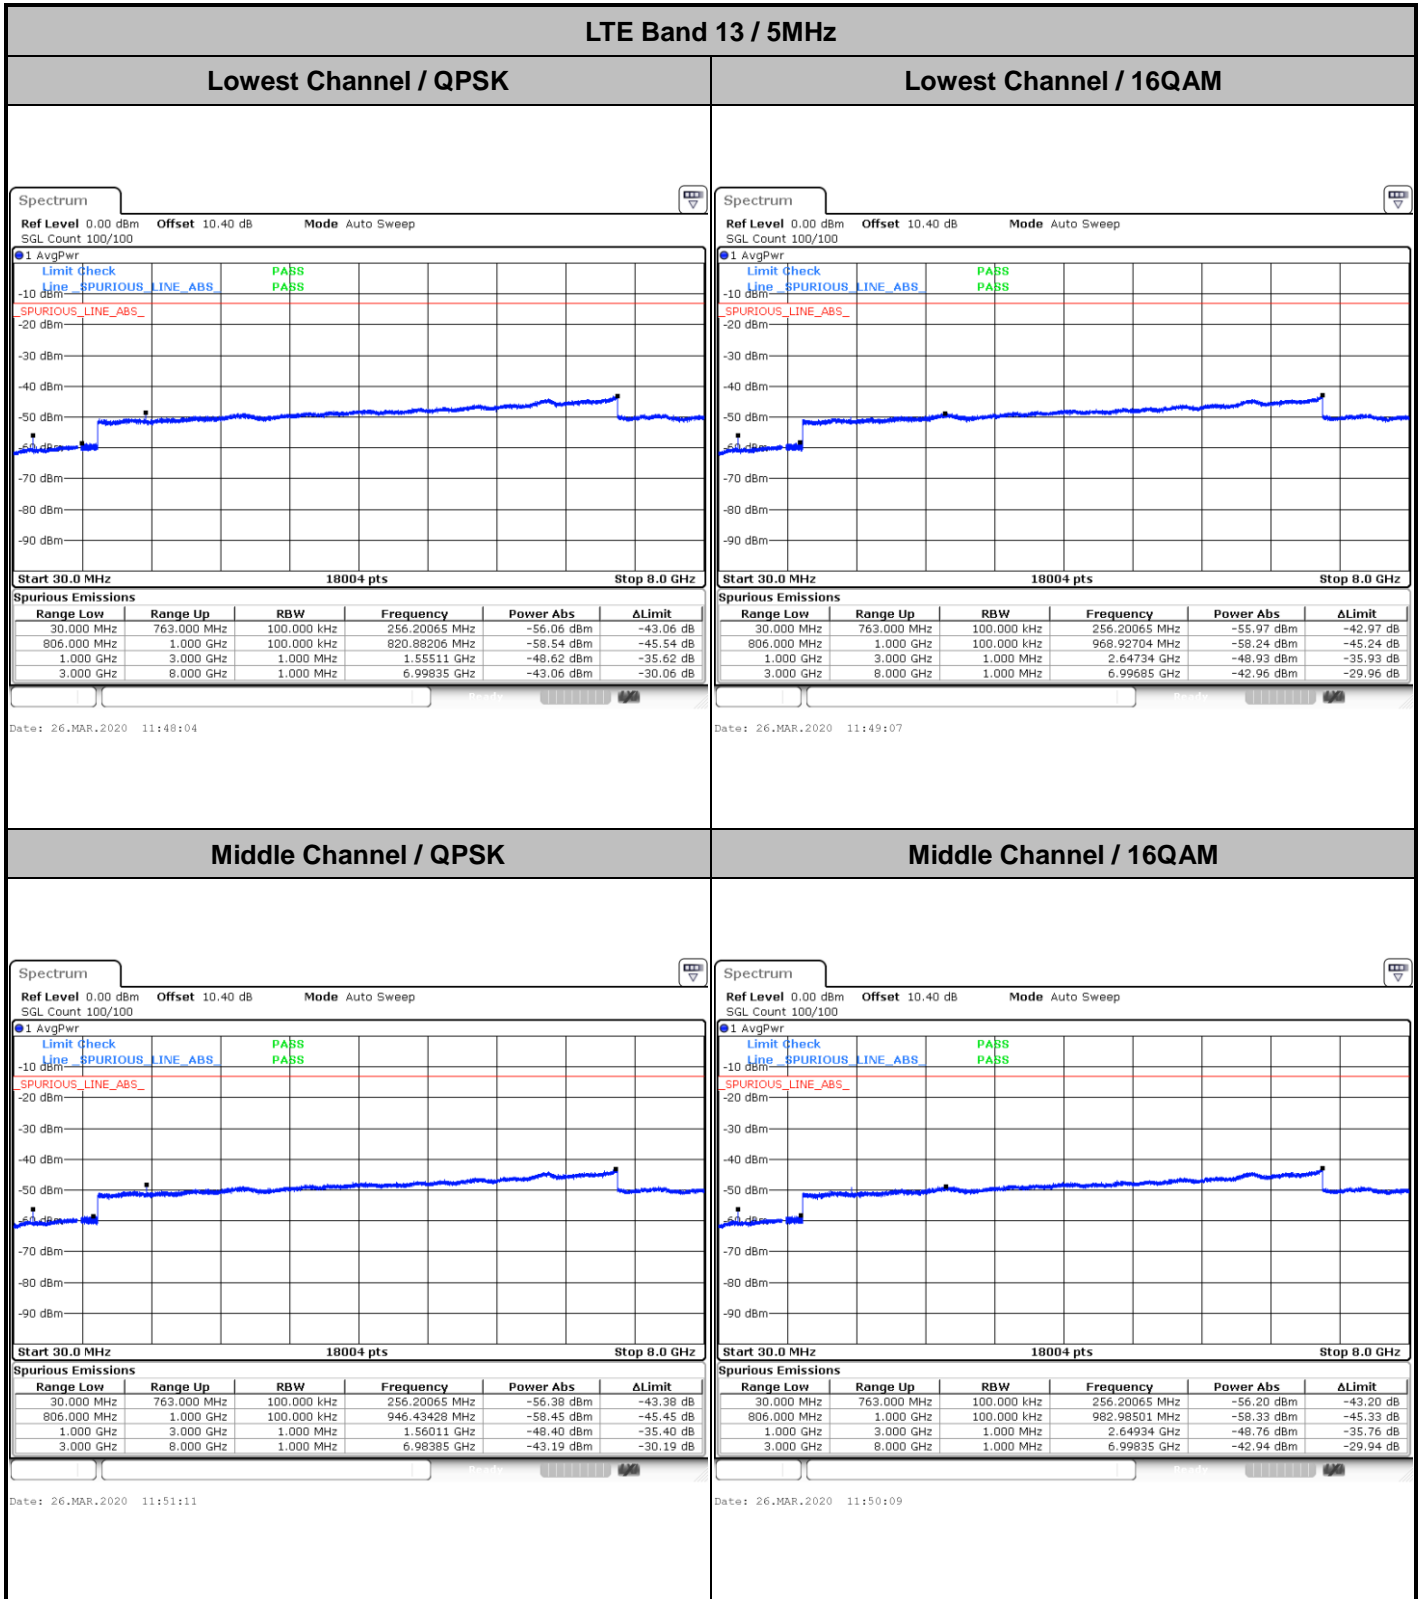 LTE Band 13 / 5MHz
Lowest Channel / QPSK
Lowest Channel / 16QAM
Spectrum
Ref Level 0.00 dBm Offset 10.40 dB Mode Auto Sweep
SGL Count 100/100
1 AvgPwr
Limit Check PASS
Line _SPURIOUS_LINE_ABS_ PASS
-10 dBm
_SPURIOUS_LINE_ABS_
-20 dBm
-30 dBm
-40 dBm
-50 dBm
-60 dBm
-70 dBm
-80 dBm
-90 dBm
Start 30.0 MHz 18004 pts Stop 8.0 GHz
Spurious Emissions
Range Low Range Up RBW Frequency Power Abs ΔLimit
30.000 MHz 763.000 MHz 100.000 kHz 256.20065 MHz -56.06 dBm -43.06 dB
806.000 MHz 1.000 GHz 100.000 kHz 820.88206 MHz -58.54 dBm -45.54 dB
1.000 GHz 3.000 GHz 1.000 MHz 1.55511 GHz -48.62 dBm -35.62 dB
3.000 GHz 8.000 GHz 1.000 MHz 6.99835 GHz -43.06 dBm -30.06 dB
Date: 26.MAR.2020 11:48:04
Spectrum
Ref Level 0.00 dBm Offset 10.40 dB Mode Auto Sweep
SGL Count 100/100
1 AvgPwr
Limit Check PASS
Line _SPURIOUS_LINE_ABS_ PASS
-10 dBm
_SPURIOUS_LINE_ABS_
-20 dBm
-30 dBm
-40 dBm
-50 dBm
-60 dBm
-70 dBm
-80 dBm
-90 dBm
Start 30.0 MHz 18004 pts Stop 8.0 GHz
Spurious Emissions
Range Low Range Up RBW Frequency Power Abs ΔLimit
30.000 MHz 763.000 MHz 100.000 kHz 256.20065 MHz -55.97 dBm -42.97 dB
806.000 MHz 1.000 GHz 100.000 kHz 968.92704 MHz -58.24 dBm -45.24 dB
1.000 GHz 3.000 GHz 1.000 MHz 2.64734 GHz -48.93 dBm -35.93 dB
3.000 GHz 8.000 GHz 1.000 MHz 6.99685 GHz -42.96 dBm -29.96 dB
Ready
Date: 26.MAR.2020 11:49:07
Middle Channel / QPSK
Middle Channel / 16QAM
Spectrum
Ref Level 0.00 dBm Offset 10.40 dB Mode Auto Sweep
SGL Count 100/100
1 AvgPwr
Limit Check PASS
Line _SPURIOUS_LINE_ABS_ PASS
-10 dBm
_SPURIOUS_LINE_ABS_
-20 dBm
-30 dBm
-40 dBm
-50 dBm
-60 dBm
-70 dBm
-80 dBm
-90 dBm
Start 30.0 MHz 18004 pts Stop 8.0 GHz
Spurious Emissions
Range Low Range Up RBW Frequency Power Abs ΔLimit
30.000 MHz 763.000 MHz 100.000 kHz 256.20065 MHz -56.38 dBm -43.38 dB
806.000 MHz 1.000 GHz 100.000 kHz 946.43428 MHz -58.45 dBm -45.45 dB
1.000 GHz 3.000 GHz 1.000 MHz 1.56011 GHz -48.40 dBm -35.40 dB
3.000 GHz 8.000 GHz 1.000 MHz 6.98385 GHz -43.19 dBm -30.19 dB
Ready
Date: 26.MAR.2020 11:51:11
Spectrum
Ref Level 0.00 dBm Offset 10.40 dB Mode Auto Sweep
SGL Count 100/100
1 AvgPwr
Limit Check PASS
Line _SPURIOUS_LINE_ABS_ PASS
-10 dBm
_SPURIOUS_LINE_ABS_
-20 dBm
-30 dBm
-40 dBm
-50 dBm
-60 dBm
-70 dBm
-80 dBm
-90 dBm
Start 30.0 MHz 18004 pts Stop 8.0 GHz
Spurious Emissions
Range Low Range Up RBW Frequency Power Abs ΔLimit
30.000 MHz 763.000 MHz 100.000 kHz 256.20065 MHz -56.20 dBm -43.20 dB
806.000 MHz 1.000 GHz 100.000 kHz 982.98501 MHz -58.33 dBm -45.33 dB
1.000 GHz 3.000 GHz 1.000 MHz 2.64934 GHz -48.76 dBm -35.76 dB
3.000 GHz 8.000 GHz 1.000 MHz 6.99835 GHz -42.94 dBm -29.94 dB
Ready
Date: 26.MAR.2020 11:50:09